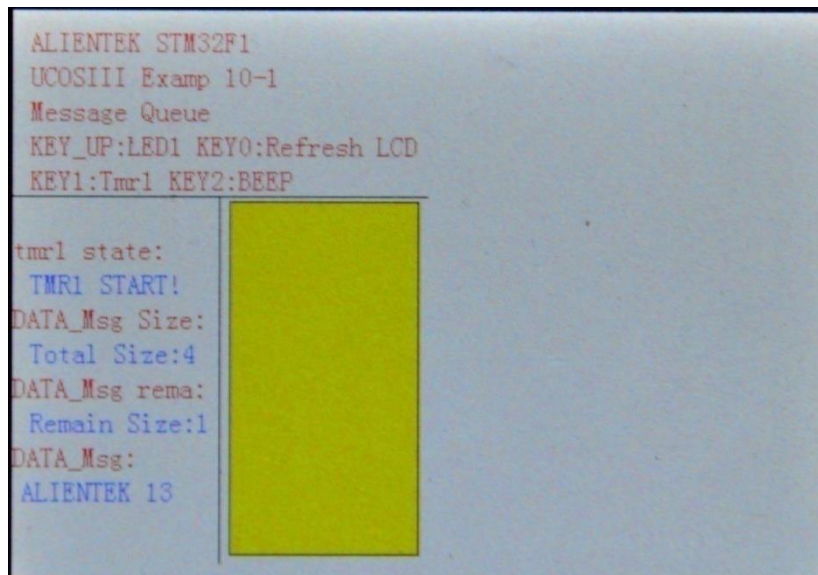 ALIENTEK STM32F1
UCOSIII Examp 10-1
Message Queue
KEY_UP:LED1 KEY0:Refresh LCD
KEY1:Tmr1 KEY2:BEEP
tmr1 state:
TMR1 START!
DATA_Msg Size:
Total Size:4
DATA_Msg rema:
Remain Size:1
DATA_Msg:
ALIENTEK 13